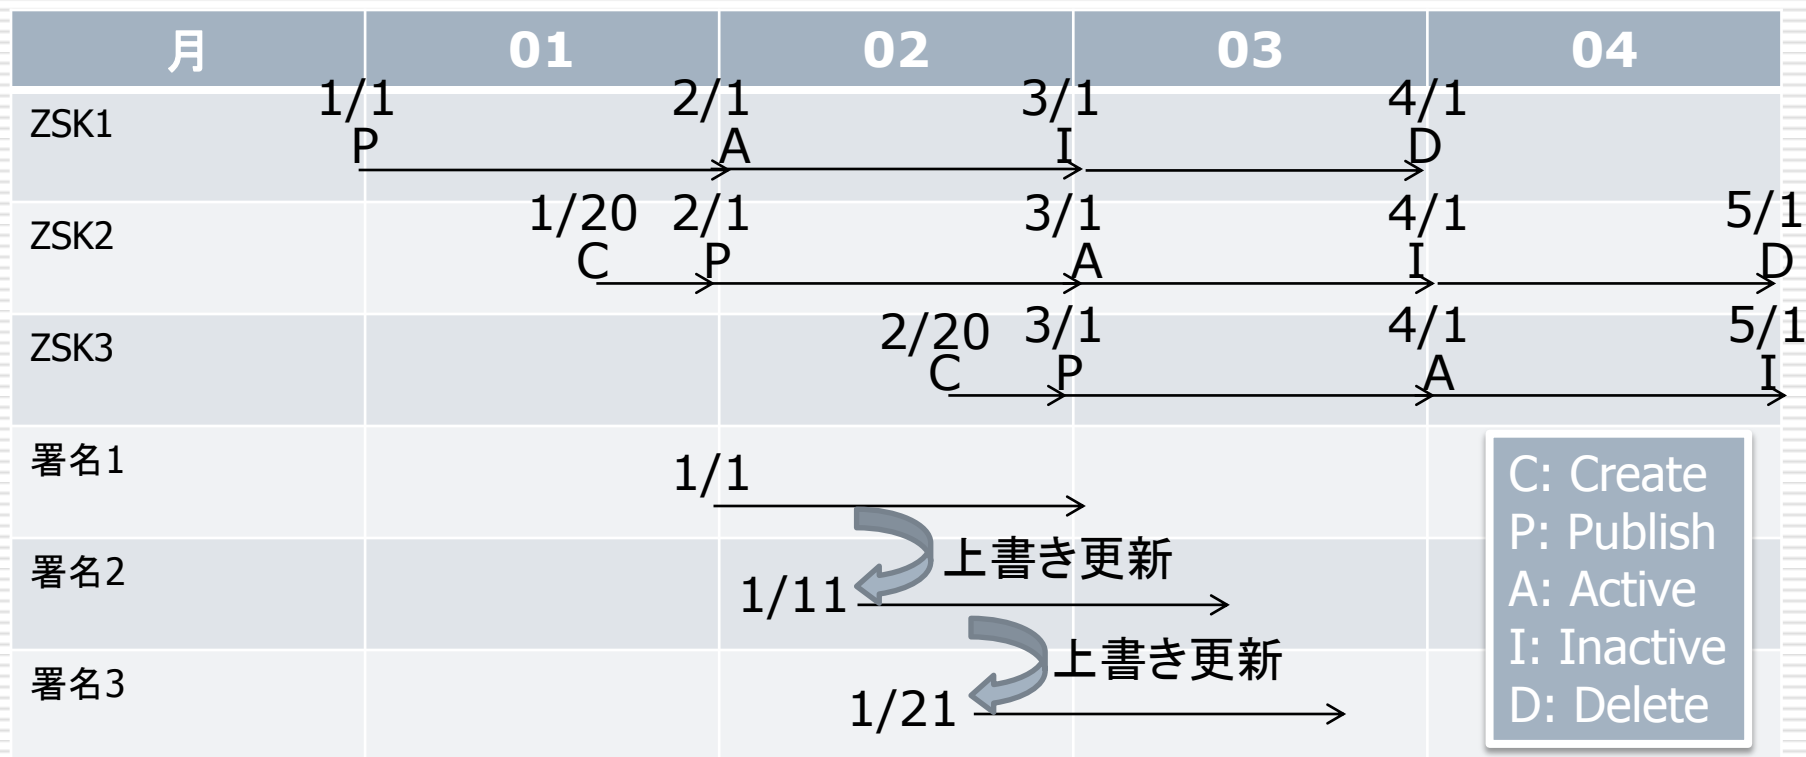 月 01 02 03 04
1/1 2/1 3/1 4/1
ZSK1
P A I D
1/20 2/1 3/1 4/1 5/1
ZSK2
C P A I D
2/20 3/1 4/1 5/1
ZSK3
C P A I
署名1
1/1
上書き更新
署名2
1/11
上書き更新
署名3
1/21
C: Create
P: Publish
A: Active
I: Inactive
D: Delete